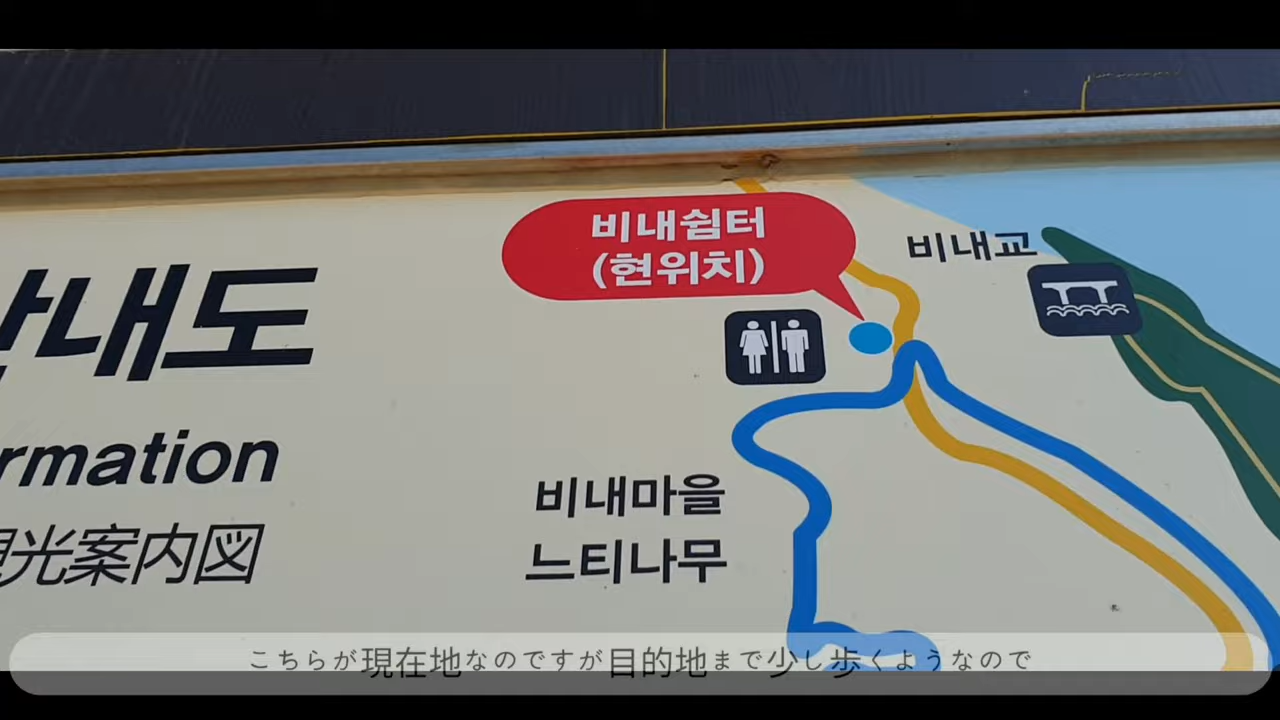 비내쉼터
(현위치)
비내교
안내도
rmation
光案内図
비내마을
느티나무
こちらが現在地なのですが目的地まで少し歩くようなので